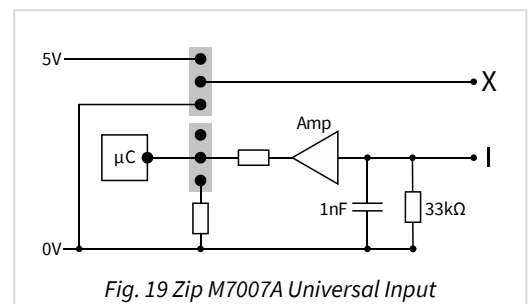 5V
X
Amp
μC
I
1nF
33kΩ
0V
Fig. 19 Zip M7007A Universal Input